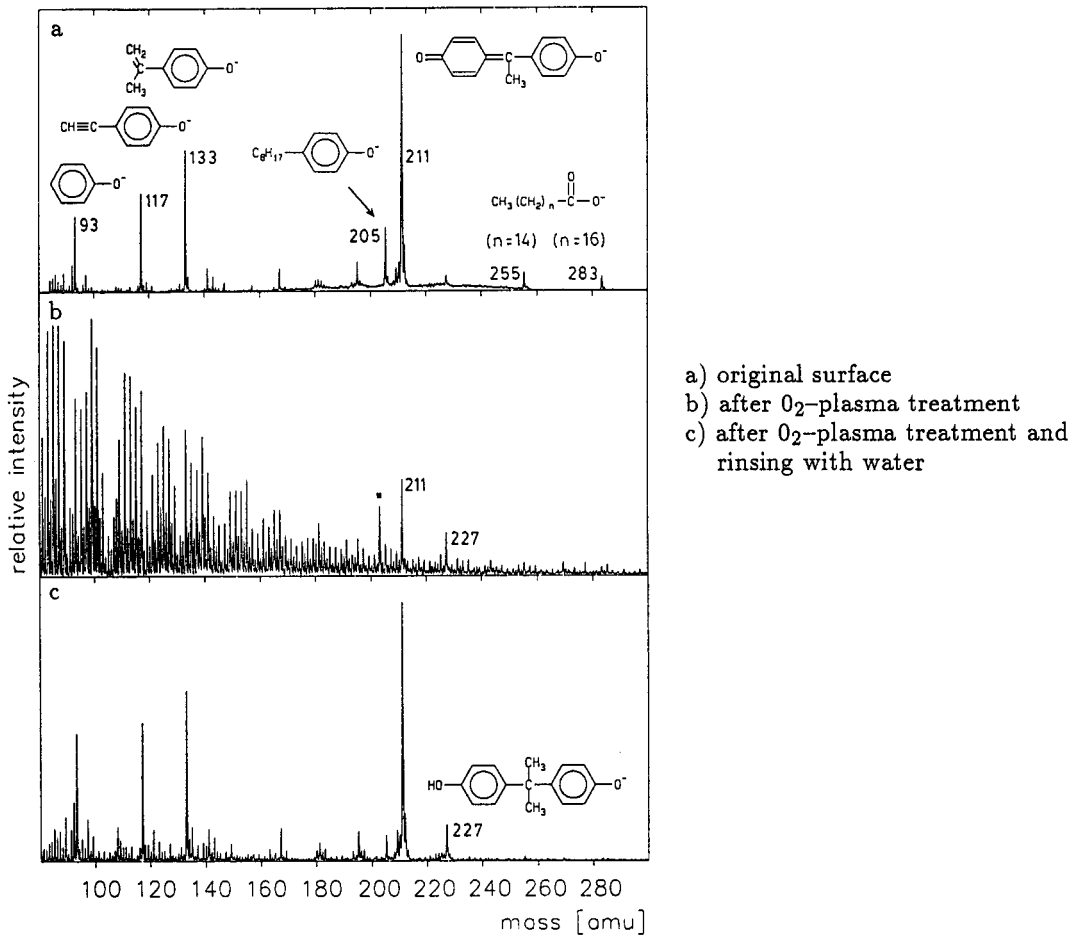 a
CH₂
C
CH₃
O⁻
CH≡C
O⁻
O⁻
93
117
133
C₈H₁₇
O⁻
205
O
CH₃
O⁻
211
O
CH₃(CH₂)ₙ–C–O⁻
(n=14) (n=16)
255
283
b
211
227
c
CH₃
HO
C
O⁻
CH₃
227
relative intensity
100 120 140 160 180 200 220 240 260 280
mass [amu]
a) original surface
b) after O₂–plasma treatment
c) after O₂–plasma treatment and
rinsing with water